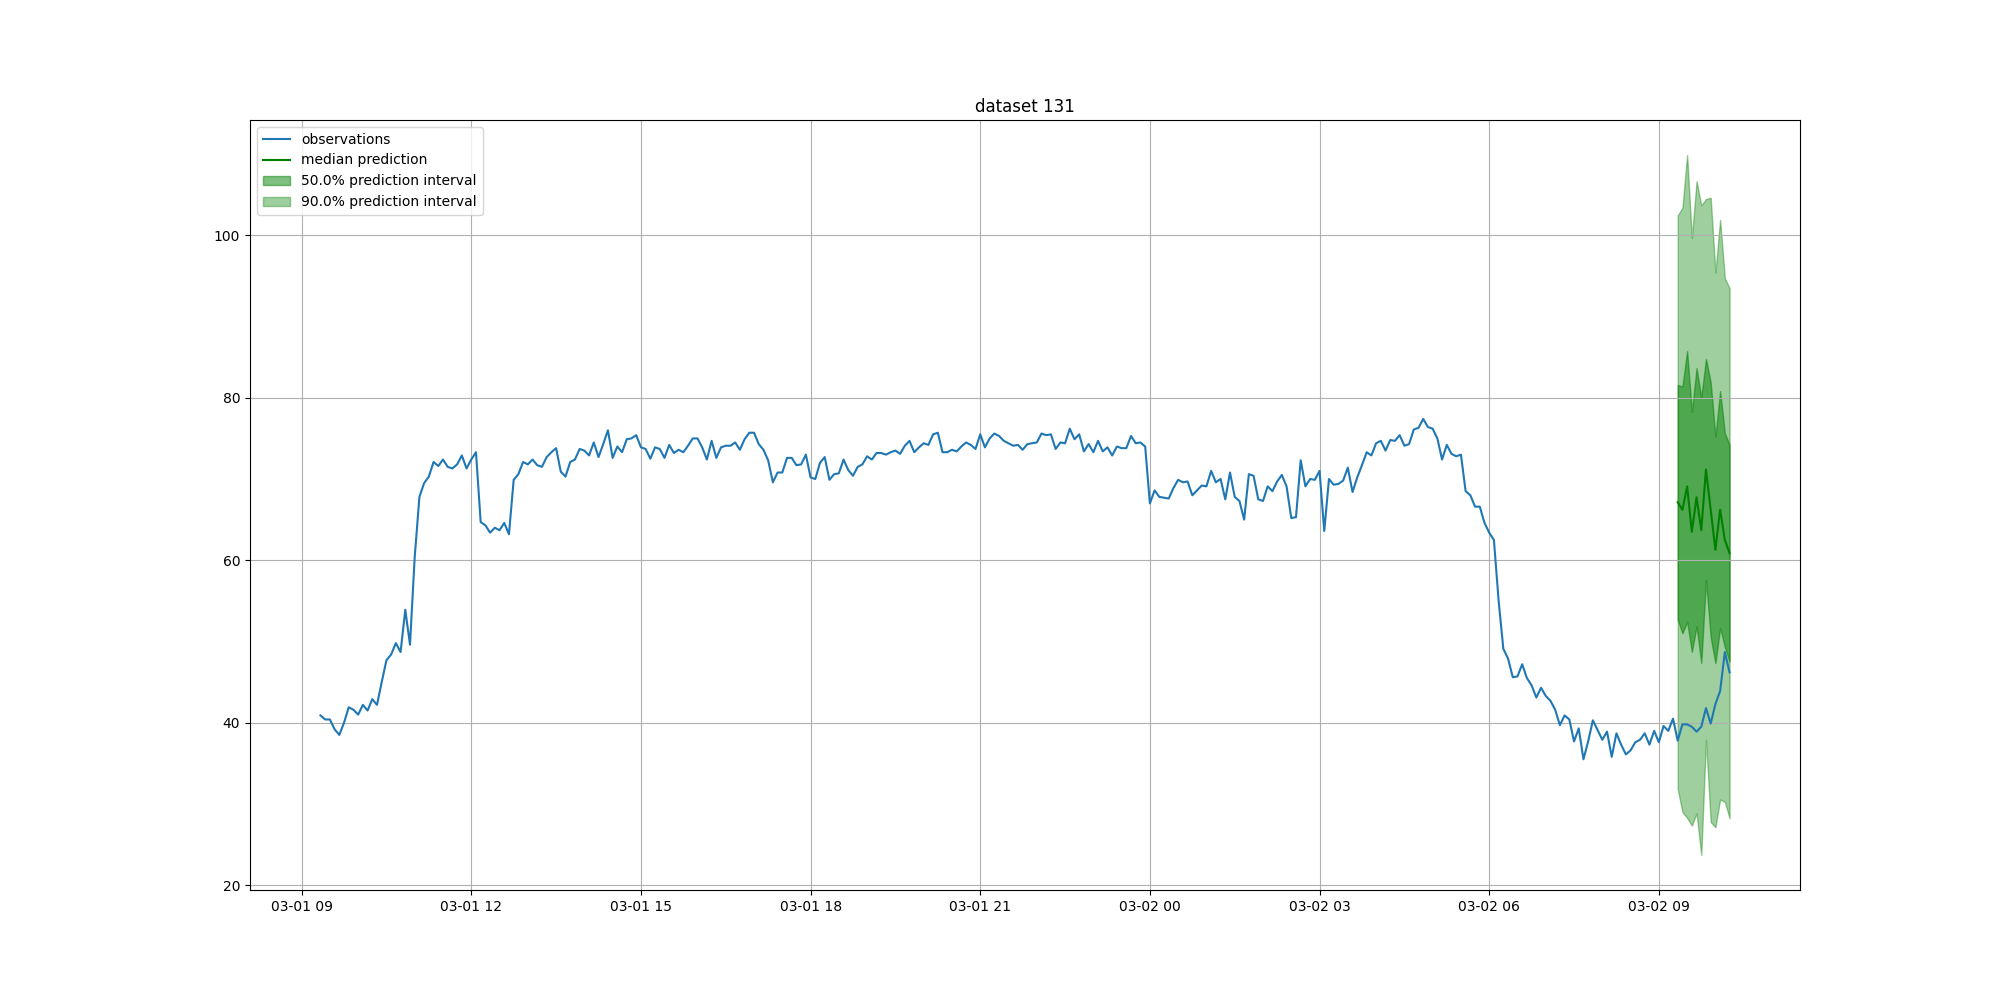 dataset 131
observations
median prediction
50.0% prediction interval
90.0% prediction interval
100
80
60
40
20
03-01 09
03-01 12
03-01 15
03-01 18
03-01 21
03-02 00
03-02 03
03-02 06
03-02 09